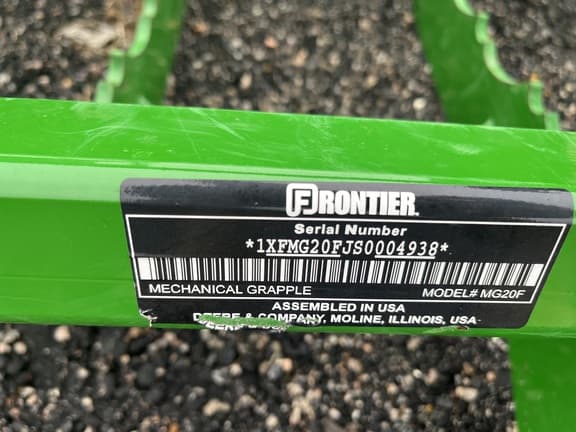 FRONTIER
Serial Number
*1XFMG20FJS0004938*
MECHANICAL GRAPPLE MODEL# MG20F
ASSEMBLED IN USA
DEERE & COMPANY, MOLINE, ILLINOIS, USA